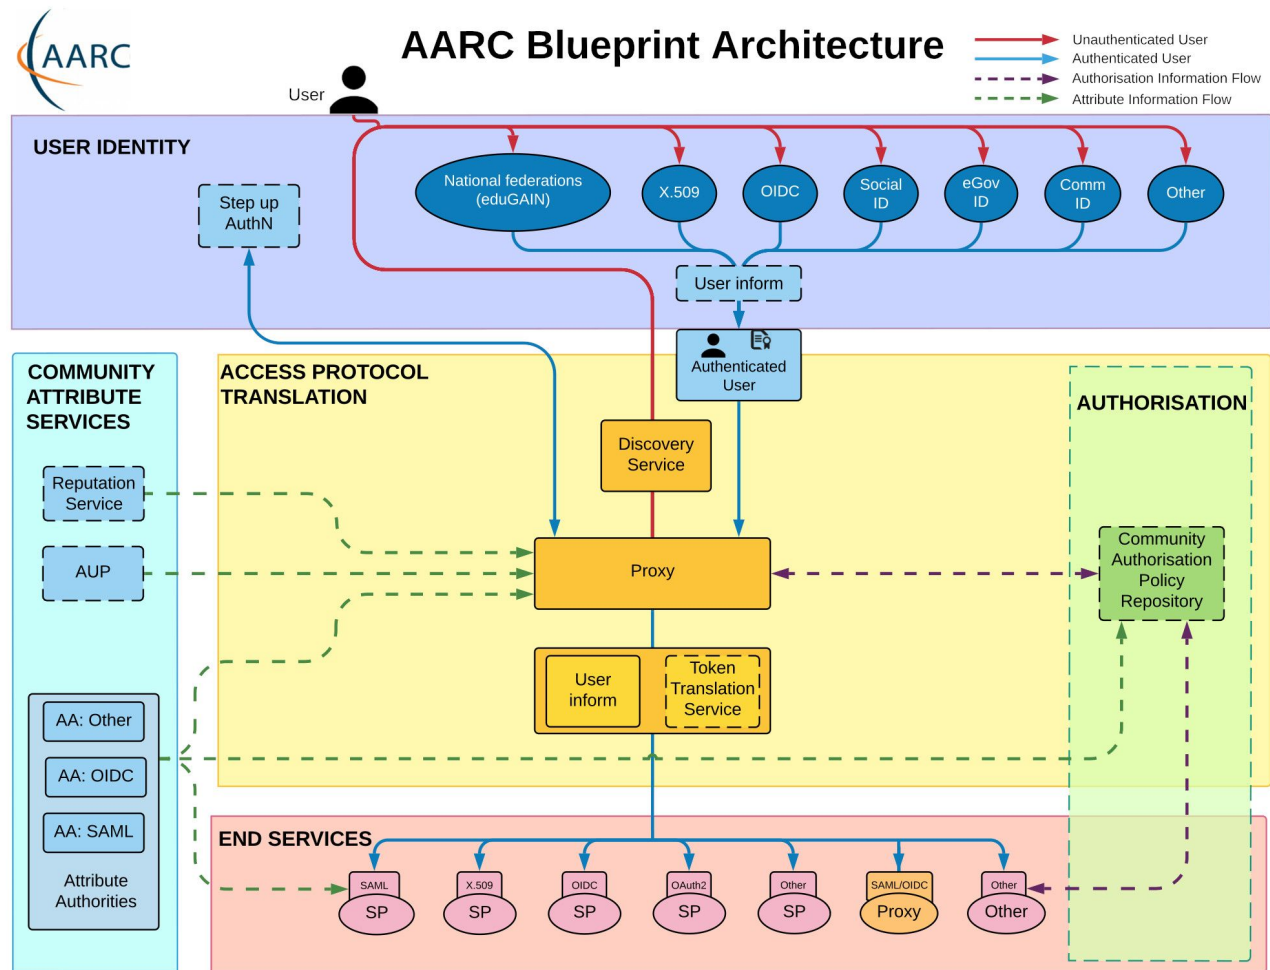 AARC
AARC Blueprint Architecture
Unauthenticated User
Authenticated User
Authorisation Information Flow
Attribute Information Flow
User
USER IDENTITY
Step up
AuthN
National federations
(eduGAIN)
X.509
OIDC
Social
ID
eGov
ID
Comm
ID
Other
User inform
Authenticated
User
COMMUNITY
ATTRIBUTE
SERVICES
ACCESS PROTOCOL
TRANSLATION
AUTHORISATION
Discovery
Service
Reputation
Service
AUP
Proxy
Community
Authorisation
Policy
Repository
User
inform
Token
Translation
Service
AA: Other
AA: OIDC
AA: SAML
Attribute
Authorities
END SERVICES
SAML
SP
X.509
SP
OIDC
SP
OAuth2
SP
Other
SP
SAML/OIDC
Proxy
Other
Other